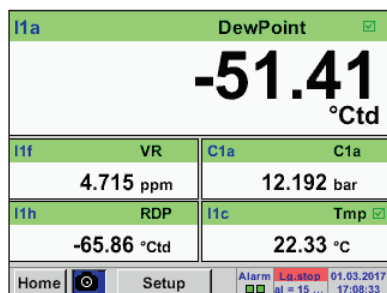 I1a DewPoint
-51.41
°Ctd
I1f VR C1a C1a
4.715 ppm 12.192 bar
I1h RDP I1c Tmp
-65.86 °Ctd 22.33 °C
Home Setup Alarm Lg.stop 01.03.2017
al = 15 ... 17:08:33